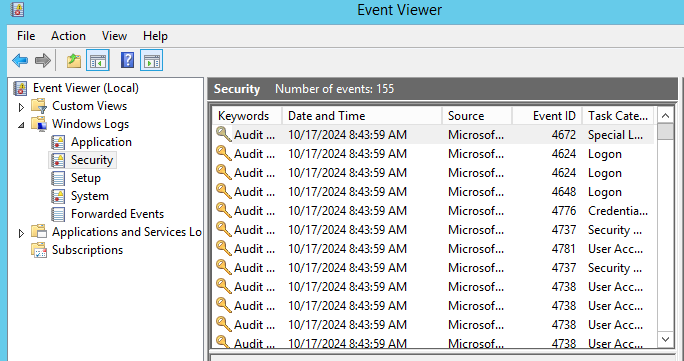 Event Viewer
File Action View Help
Event Viewer (Local)
Custom Views
Windows Logs
Application
Security
Setup
System
Forwarded Events
Applications and Services Lo
Subscriptions
Security Number of events: 155
Keywords Date and Time Source Event ID Task Cate...
Audit ... 10/17/2024 8:43:59 AM Microsof... 4672 Special L...
Audit ... 10/17/2024 8:43:59 AM Microsof... 4624 Logon
Audit ... 10/17/2024 8:43:59 AM Microsof... 4624 Logon
Audit ... 10/17/2024 8:43:59 AM Microsof... 4648 Logon
Audit ... 10/17/2024 8:43:59 AM Microsof... 4776 Credentia...
Audit ... 10/17/2024 8:43:59 AM Microsof... 4737 Security ...
Audit ... 10/17/2024 8:43:59 AM Microsof... 4781 User Acc...
Audit ... 10/17/2024 8:43:59 AM Microsof... 4737 Security ...
Audit ... 10/17/2024 8:43:59 AM Microsof... 4738 User Acc...
Audit ... 10/17/2024 8:43:59 AM Microsof... 4738 User Acc...
Audit ... 10/17/2024 8:43:59 AM Microsof... 4738 User Acc...
Audit ... 10/17/2024 8:43:59 AM Microsof... 4738 User Acc...